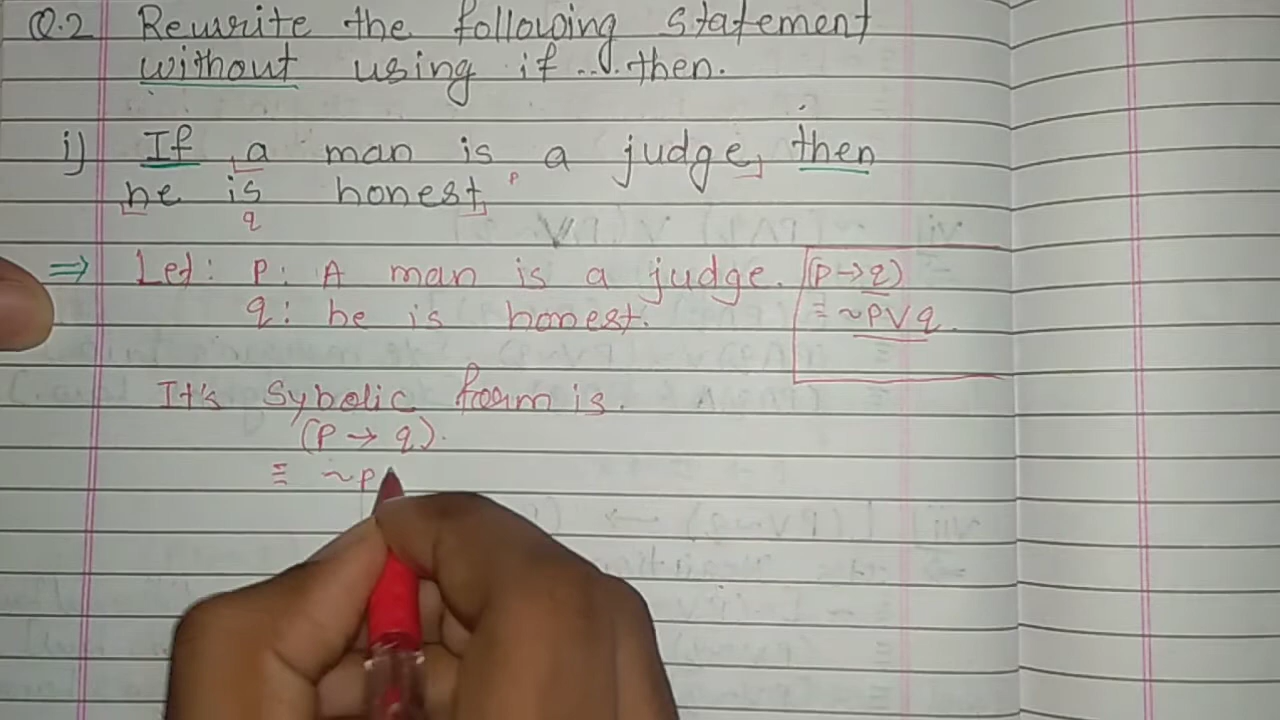 Q.2 Rewrite the following statement
without using if...then.
i) If a man is a judge, then
p
he is honest.
q
⇒ Let: p: A man is a judge. (p → q)
q: he is honest. ≡ ~p∨q.
It's Sybolic form is.
(p → q).
≡ ~p